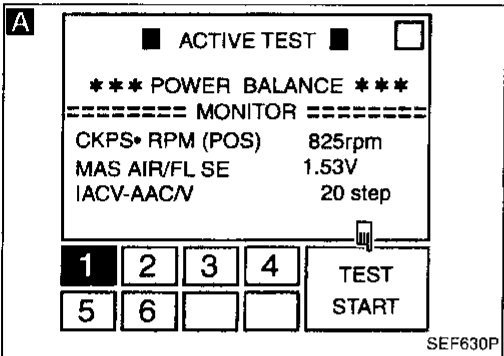 A
■ ACTIVE TEST ■
*** POWER BALANCE ***
======== MONITOR ========
CKPS• RPM (POS) 825rpm
MAS AIR/FL SE 1.53V
IACV-AAC/V 20 step
1 2 3 4 TEST
5 6 START
SEF630P